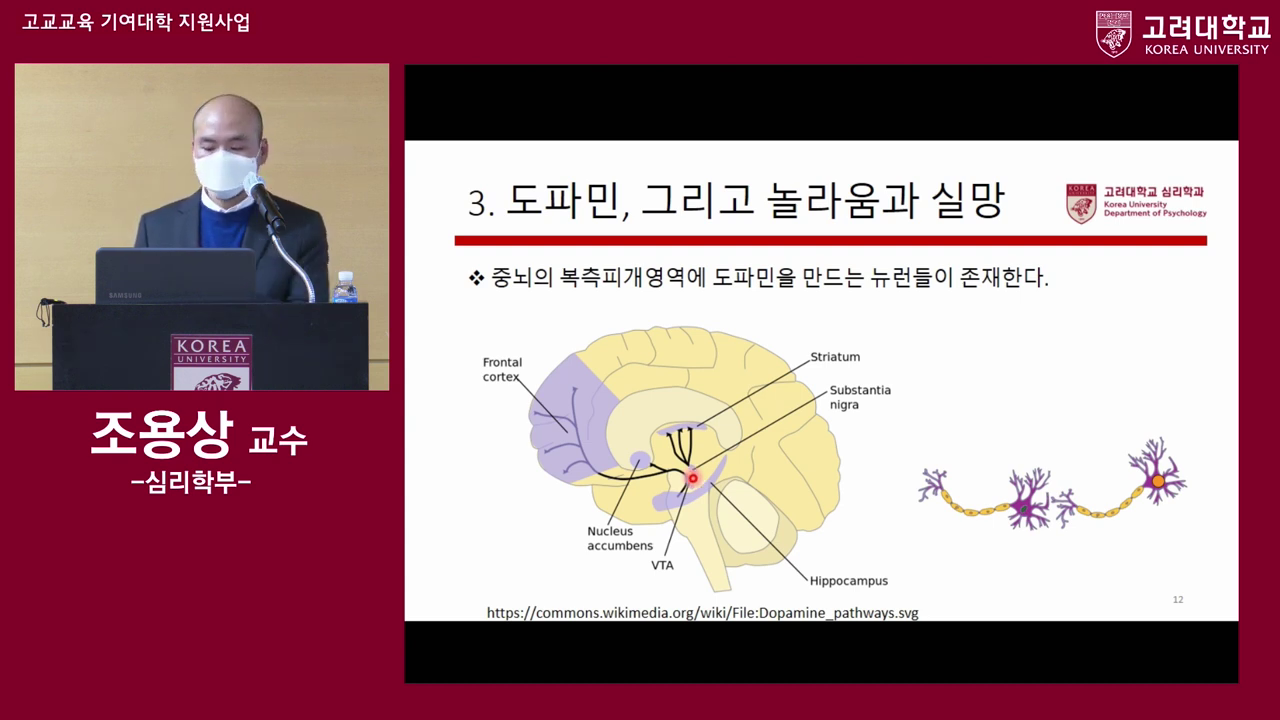 고교교육 기여대학 지원사업
고려대학교
KOREA UNIVERSITY
SAMSUNG
KOREA
UNIVERSITY
조용상 교수
-심리학부-
3. 도파민, 그리고 놀라움과 실망
KOREA
고려대학교 심리학과
Korea University
Department of Psychology
❖ 중뇌의 복측피개영역에 도파민을 만드는 뉴런들이 존재한다.
Frontal
cortex
Striatum
Substantia
nigra
Nucleus
accumbens
VTA
Hippocampus
https://commons.wikimedia.org/wiki/File:Dopamine_pathways.svg
12